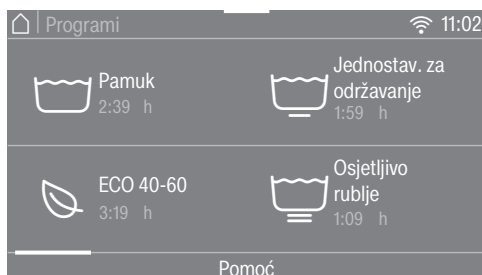 Programi
11:02
Pamuk
2:39 h
Jednostav. za
održavanje
1:59 h
ECO 40-60
3:19 h
Osjetljivo
rublje
1:09 h
Pomoć